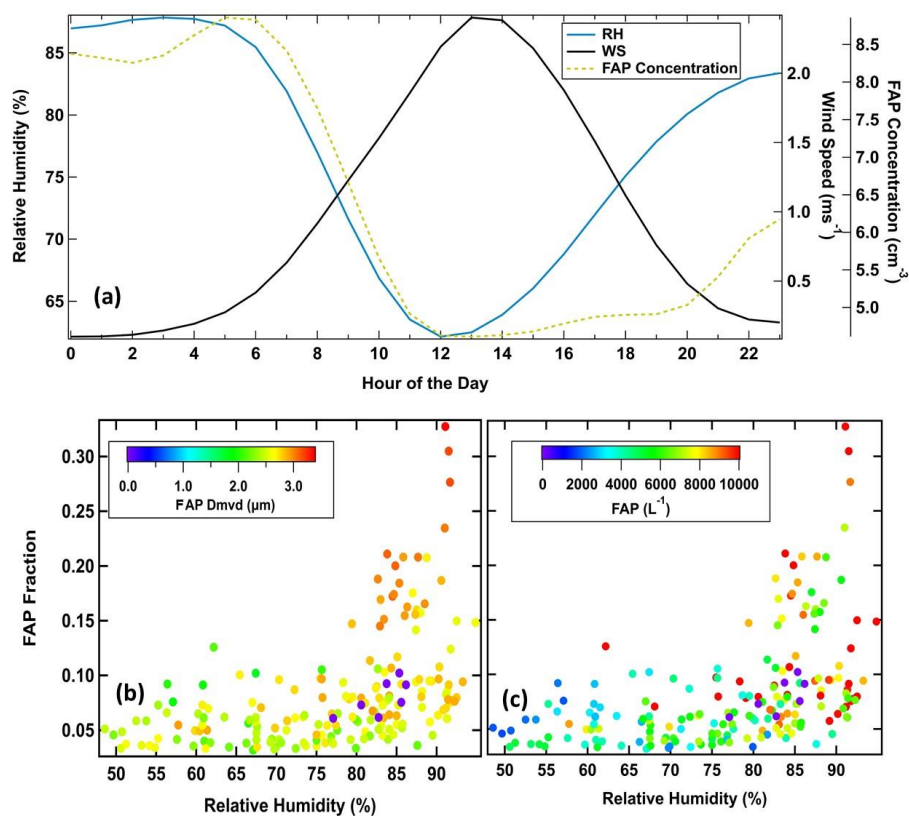 RH
WS
FAP Concentration
85
80
75
70
65
Relative Humidity (%)
2.0
1.5
1.0
0.5
Wind Speed (ms⁻¹)
8.5
8.0
7.5
7.0
6.5
6.0
5.5
5.0
FAP Concentration (cm⁻³)
(a)
0 2 4 6 8 10 12 14 16 18 20 22
Hour of the Day
0.30
0.25
0.20
0.15
0.10
0.05
FAP Fraction
0.0 1.0 2.0 3.0
FAP Dmvd (µm)
(b)
50 55 60 65 70 75 80 85 90
Relative Humidity (%)
0 2000 4000 6000 8000 10000
FAP (L⁻¹)
(c)
50 55 60 65 70 75 80 85 90
Relative Humidity (%)